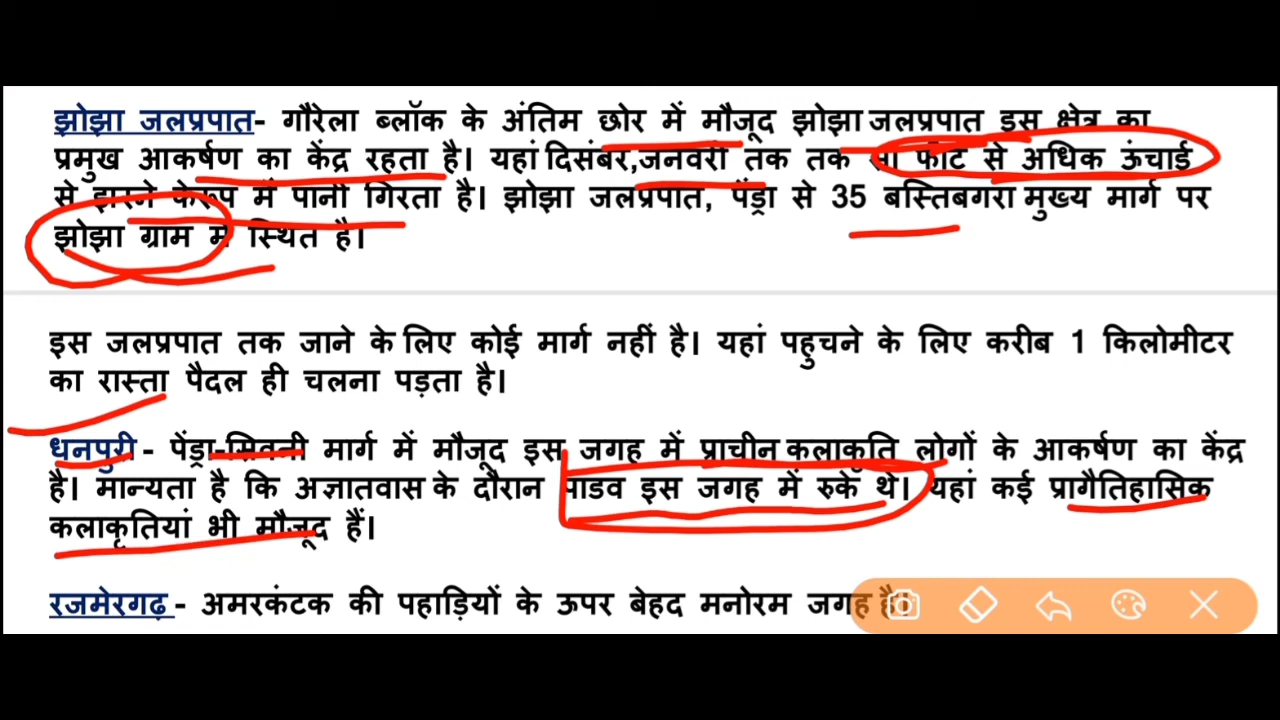 झोझा जलप्रपात- गौरेला ब्लॉक के अंतिम छोर में मौजूद झोझा जलप्रपात इस क्षेत्र का
प्रमुख आकर्षण का केंद्र रहता है। यहां दिसंबर,जनवरी तक तक सौ फीट से अधिक ऊंचाई
से झरने के रूप में पानी गिरता है। झोझा जलप्रपात, पेंड्रा से 35 बस्तिबगरा मुख्य मार्ग पर
झोझा ग्राम में स्थित है।
इस जलप्रपात तक जाने के लिए कोई मार्ग नहीं है। यहां पहुचने के लिए करीब 1 किलोमीटर
का रास्ता पैदल ही चलना पड़ता है।
धनपुरी - पेंड्रा-सिवनी मार्ग में मौजूद इस जगह में प्राचीन कलाकृति लोगों के आकर्षण का केंद्र
है। मान्यता है कि अज्ञातवास के दौरान पांडव इस जगह में रुके थे। यहां कई प्रागैतिहासिक
कलाकृतियां भी मौजूद हैं।
रजमेरगढ़ - अमरकंटक की पहाड़ियों के ऊपर बेहद मनोरम जगह है।